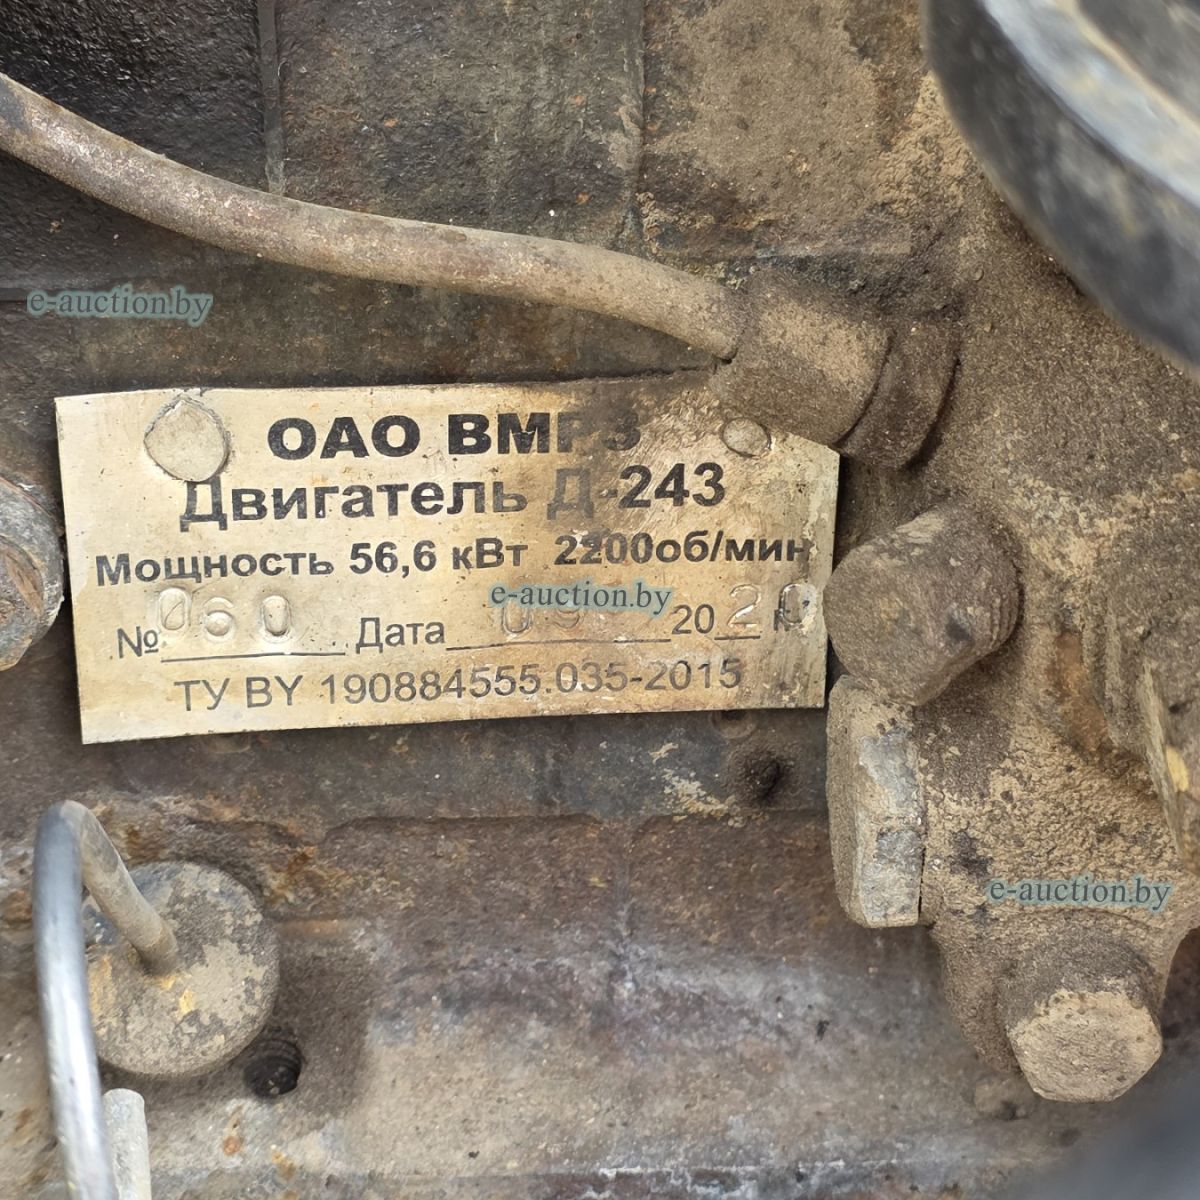 e-auction.by
ОАО ВМРЗ
Двигатель Д-243
Мощность 56,6 кВт 2200об/мин
№ 060 Дата 09 2020 г
e-auction.by
ТУ BY 190884555.035-2015
e-auction.by